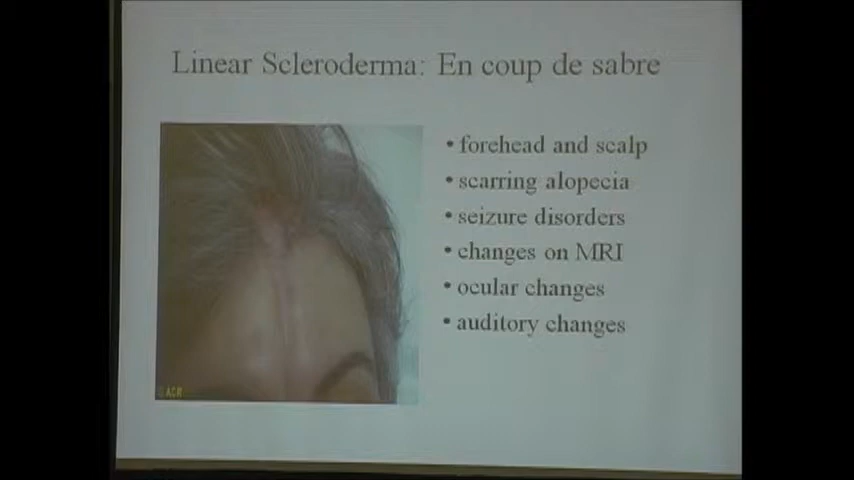 Linear Scleroderma: En coup de sabre
• forehead and scalp
• scarring alopecia
• seizure disorders
• changes on MRI
• ocular changes
• auditory changes
©ACR